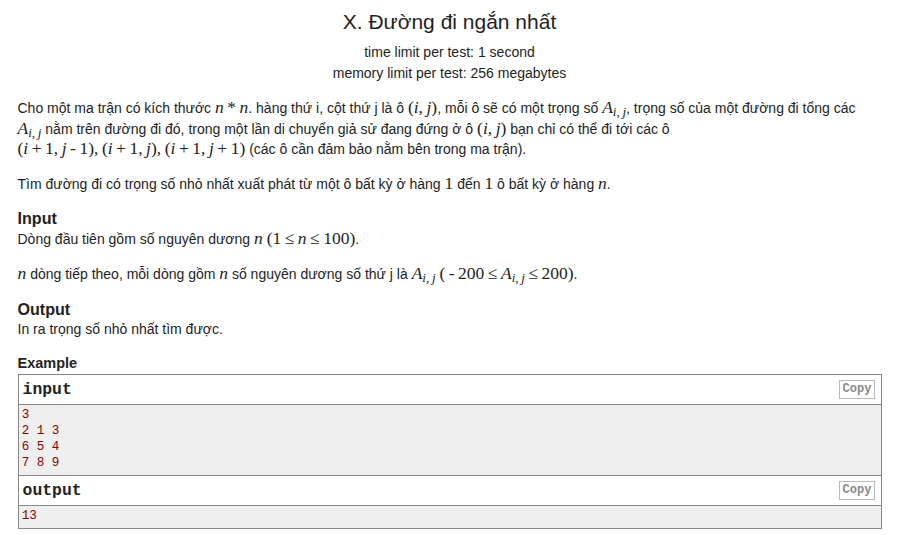 X. Đường đi ngắn nhất
time limit per test: 1 second
memory limit per test: 256 megabytes
Cho một ma trận có kích thước n * n. hàng thứ i, cột thứ j là ô (i, j), mỗi ô sẽ có một trọng số A_{i, j}, trọng số của một đường đi tổng các
A_{i, j} nằm trên đường đi đó, trong một lần di chuyển giả sử đang đứng ở ô (i, j) bạn chỉ có thể đi tới các ô
(i + 1, j - 1), (i + 1, j), (i + 1, j + 1) (các ô cần đảm bảo nằm bên trong ma trận).
Tìm đường đi có trọng số nhỏ nhất xuất phát từ một ô bất kỳ ở hàng 1 đến 1 ô bất kỳ ở hàng n.
Input
Dòng đầu tiên gồm số nguyên dương n (1 ≤ n ≤ 100).
n dòng tiếp theo, mỗi dòng gồm n số nguyên dương số thứ j là A_{i, j} ( - 200 ≤ A_{i, j} ≤ 200).
Output
In ra trọng số nhỏ nhất tìm được.
Example
input Copy
3
2 1 3
6 5 4
7 8 9
output Copy
13